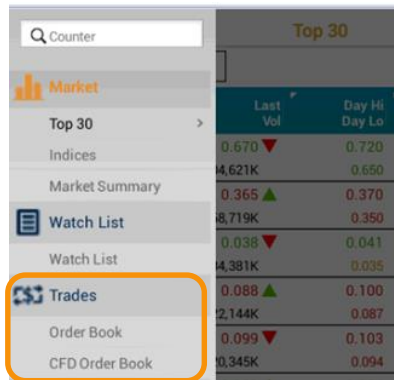 Counter
Top 30
Market
Last
Day Hi
Vol
Day Lo
Top 30
0.670
0.720
Indices
4,621K
0.650
Market Summary
0.365
0.370
Watch List
8,719K
0.350
0.038
0.041
Watch List
4,381K
0.035
Trades
0.088
0.100
2,144K
0.087
Order Book
0.099
0.103
CFD Order Book
0,345K
0.094